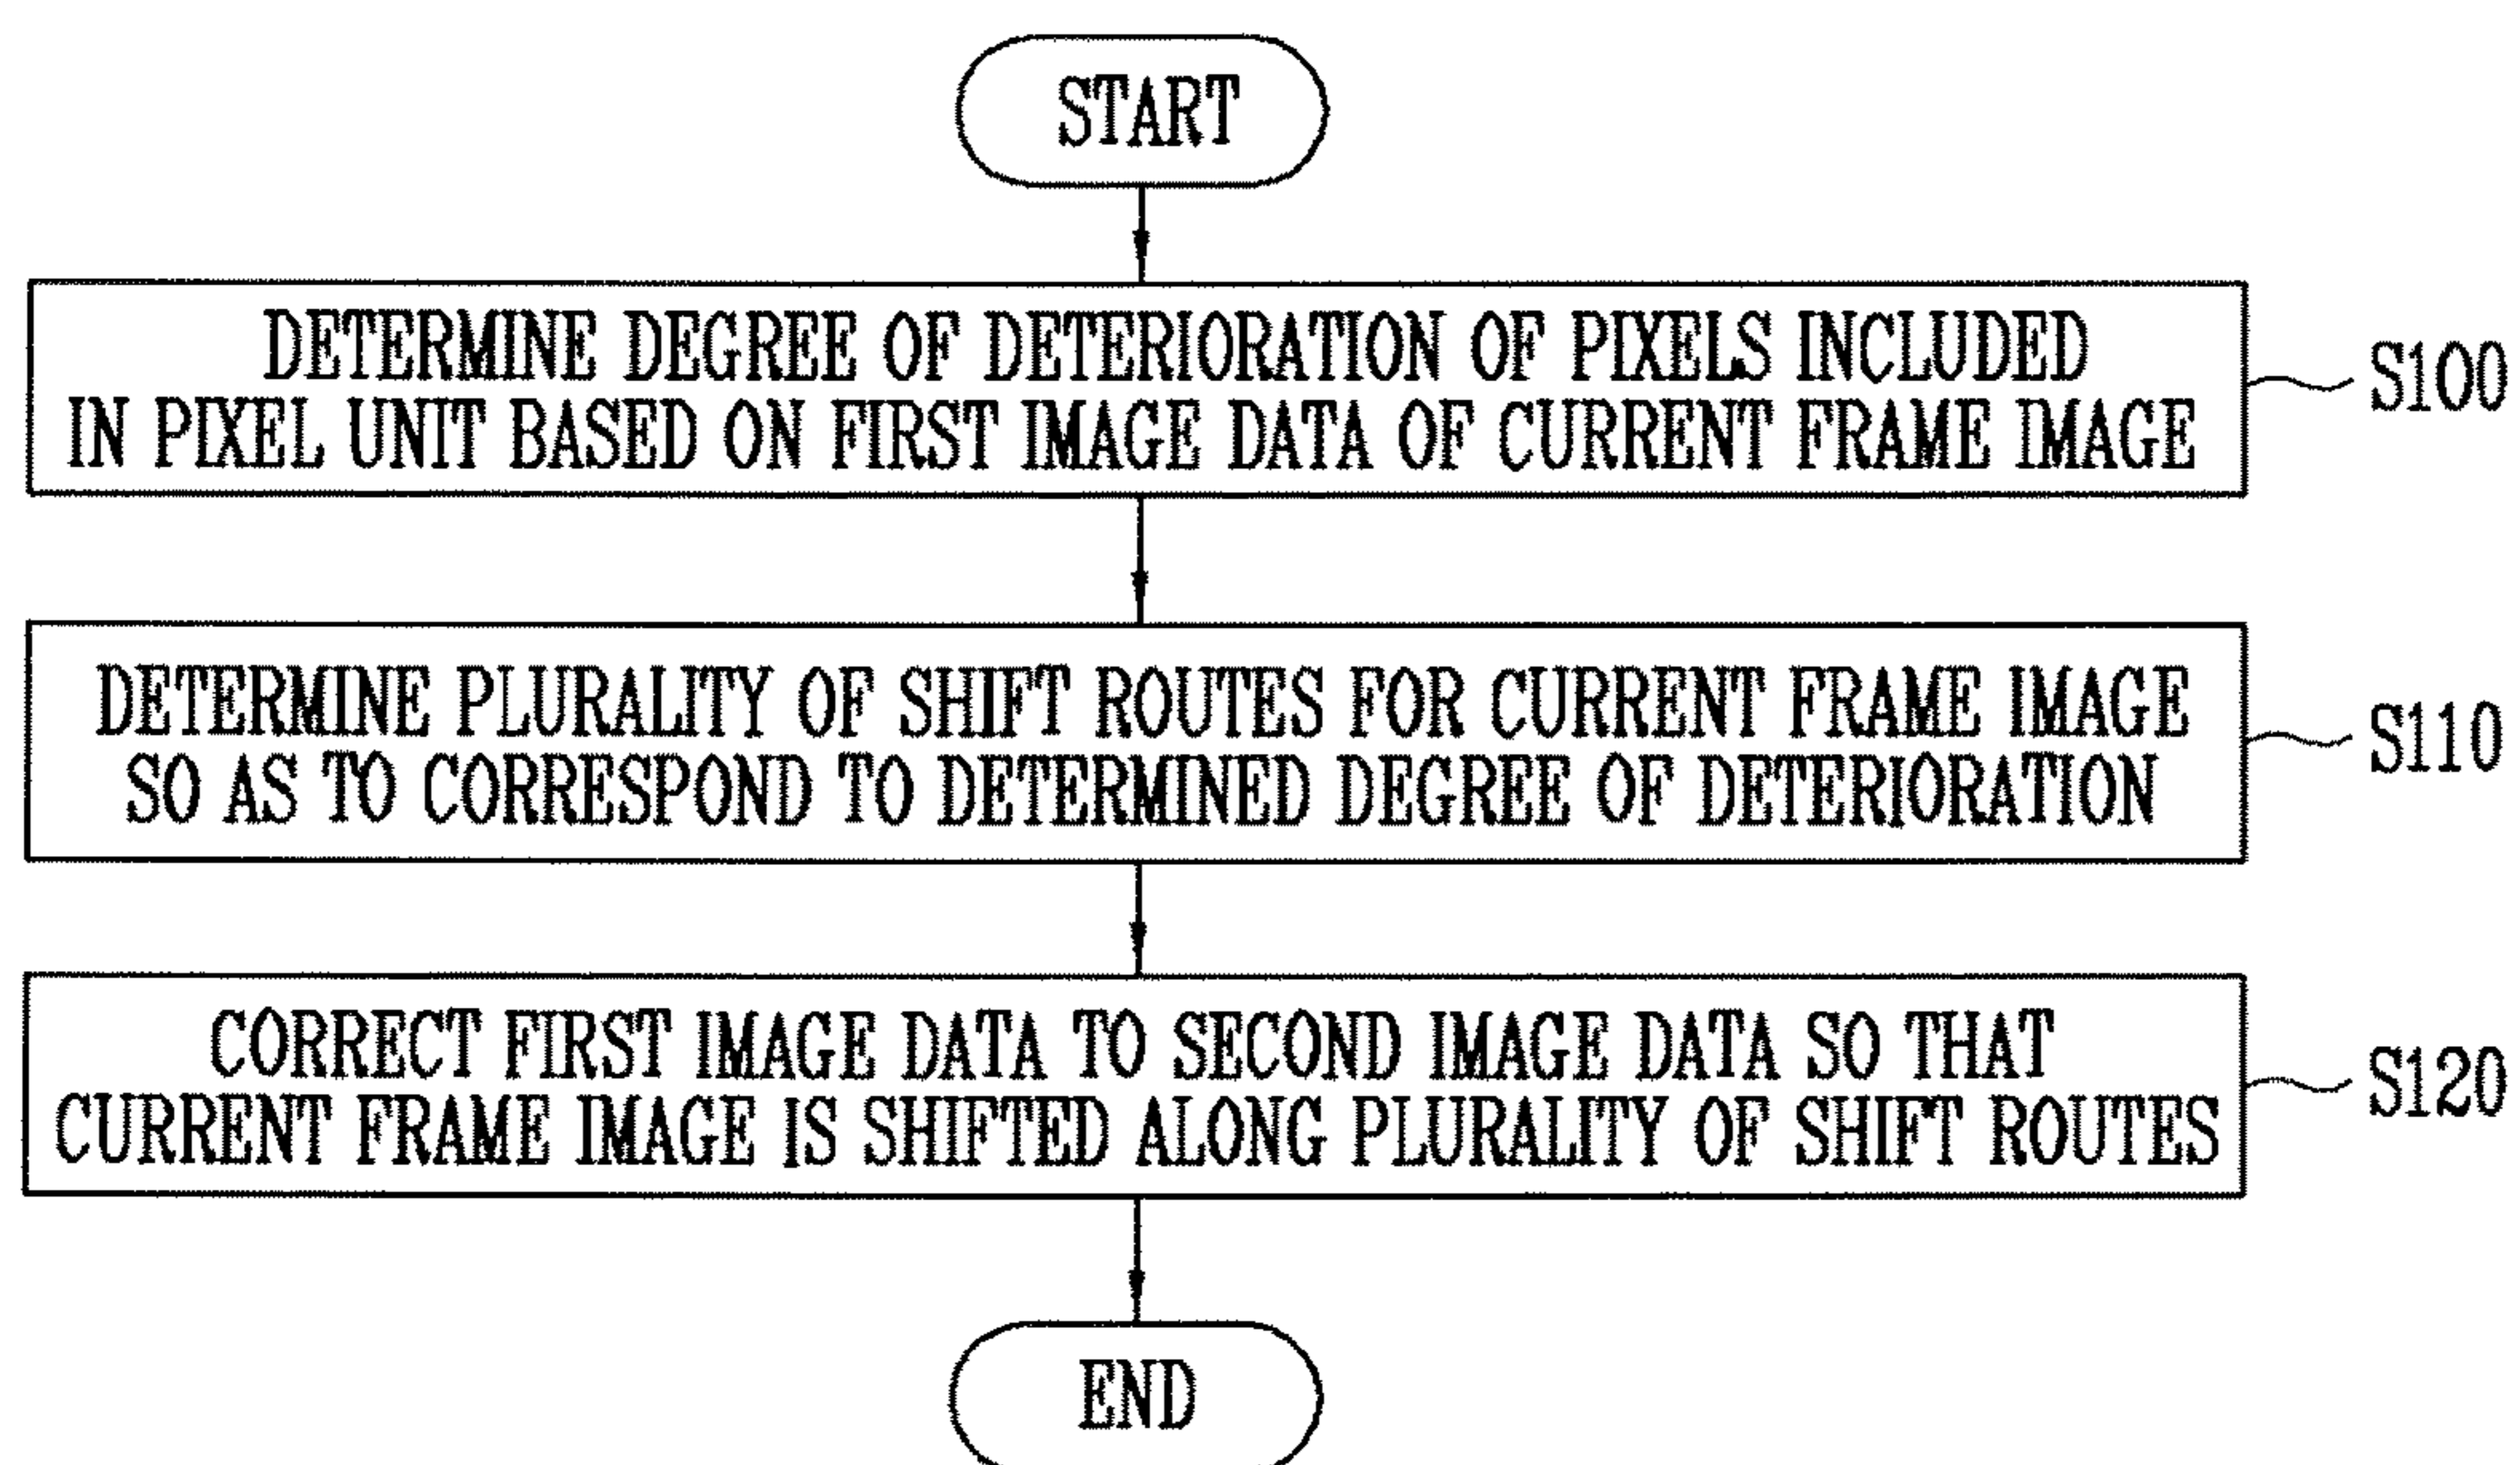 START
DETERMINE DEGREE OF DETERIORATION OF PIXELS INCLUDED
IN PIXEL UNIT BASED ON FIRST IMAGE DATA OF CURRENT FRAME IMAGE
S100
DETERMINE PLURALITY OF SHIFT ROUTES FOR CURRENT FRAME IMAGE
SO AS TO CORRESPOND TO DETERMINED DEGREE OF DETERIORATION
S110
CORRECT FIRST IMAGE DATA TO SECOND IMAGE DATA SO THAT
CURRENT FRAME IMAGE IS SHIFTED ALONG PLURALITY OF SHIFT ROUTES
S120
END